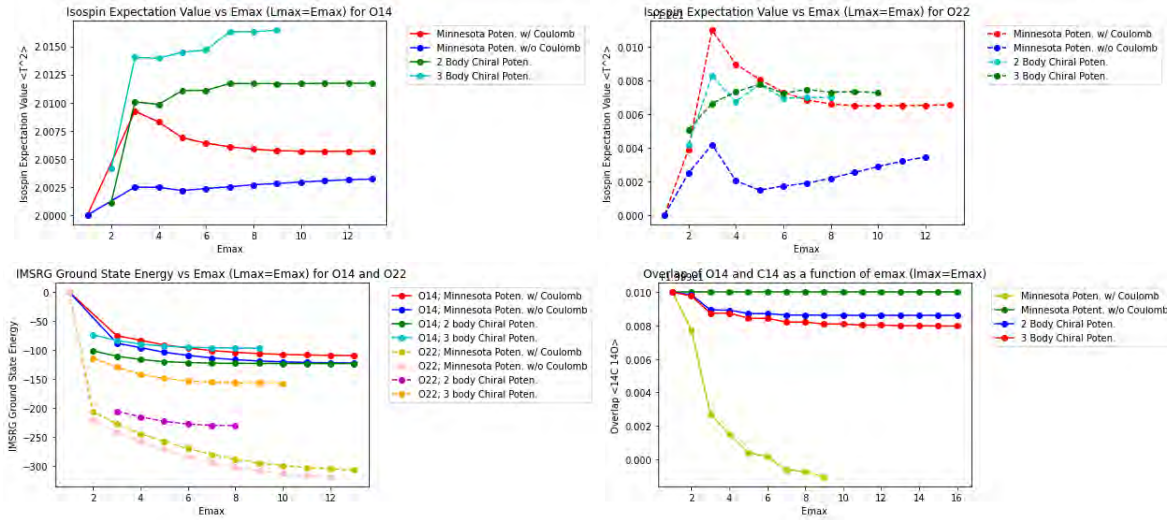 Isospin Expectation Value vs Emax (Lmax=Emax) for O14
Isospin Expectation Value <T^2>
2.0150
2.0125
2.0100
2.0075
2.0050
2.0025
2.0000
2 4 6 8 10 12
Emax
Minnesota Poten. w/ Coulomb
Minnesota Poten. w/o Coulomb
2 Body Chiral Poten.
3 Body Chiral Poten.
Isospin Expectation Value vs Emax (Lmax=Emax) for O22
Isospin Expectation Value <T^2>
0.010
0.008
0.006
0.004
0.002
0.000
2 4 6 8 10 12
Emax
Minnesota Poten. w/ Coulomb
Minnesota Poten. w/o Coulomb
2 Body Chiral Poten.
3 Body Chiral Poten.
IMSRG Ground State Energy vs Emax (Lmax=Emax) for O14 and O22
IMSRG Ground State Energy
0
−50
−100
−150
−200
−250
−300
2 4 6 8 10 12
Emax
O14; Minnesota Poten. w/ Coulomb
O14; Minnesota Poten. w/o Coulomb
O14; 2 body Chiral Poten.
O14; 3 body Chiral Poten.
O22; Minnesota Poten. w/ Coulomb
O22; Minnesota Poten. w/o Coulomb
O22; 2 body Chiral Poten.
O22; 3 body Chiral Poten.
Overlap of O14 and C14 as a function of emax (lmax=Emax)
Overlap <14C 14O>
0.010
0.008
0.006
0.004
0.002
0.000
2 4 6 8 10 12 14 16
Emax
Minnesota Poten. w/ Coulomb
Minnesota Poten. w/o Coulomb
2 Body Chiral Poten.
3 Body Chiral Poten.